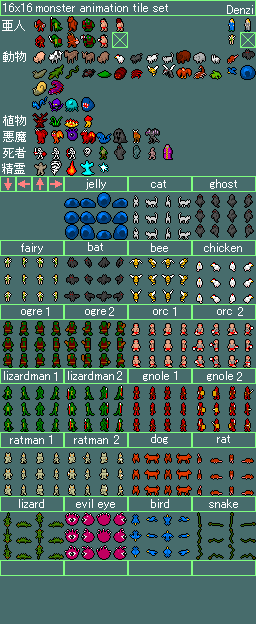 16x16 monster animation tile set
Denzi
亜人
動物
植物
悪魔
死者
精霊
jelly cat ghost
fairy bat bee chicken
ogre 1 ogre 2 orc 1 orc 2
lizardman 1 lizardman 2 gnole 1 gnole 2
ratman 1 ratman 2 dog rat
lizard evil eye bird snake